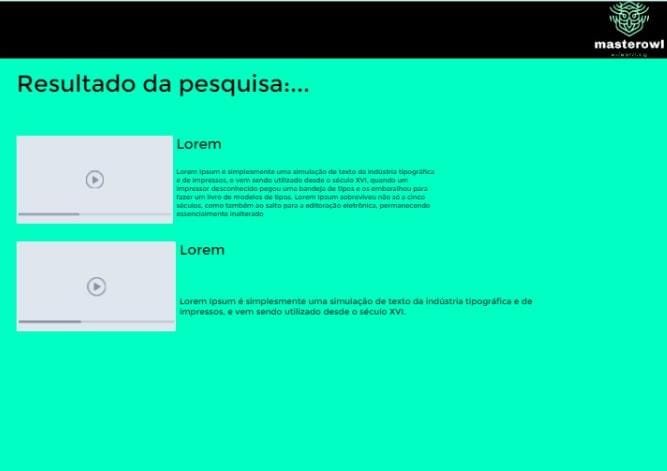 masterowl
Resultado da pesquisa:...
Lorem
Lorem Ipsum é simplesmente uma simulação de texto da indústria tipográfica
e de impressos, e vem sendo utilizado desde o século XVI, quando um
impressor desconhecido pegou uma bandeja de tipos e os embaralhou para
fazer um livro de modelos de tipos. Lorem Ipsum sobreviveu não só a cinco
séculos, como também ao salto para a editoração eletrônica, permanecendo
essencialmente inalterado
Lorem
Lorem Ipsum é simplesmente uma simulação de texto da indústria tipográfica e de
impressos, e vem sendo utilizado desde o século XVI.